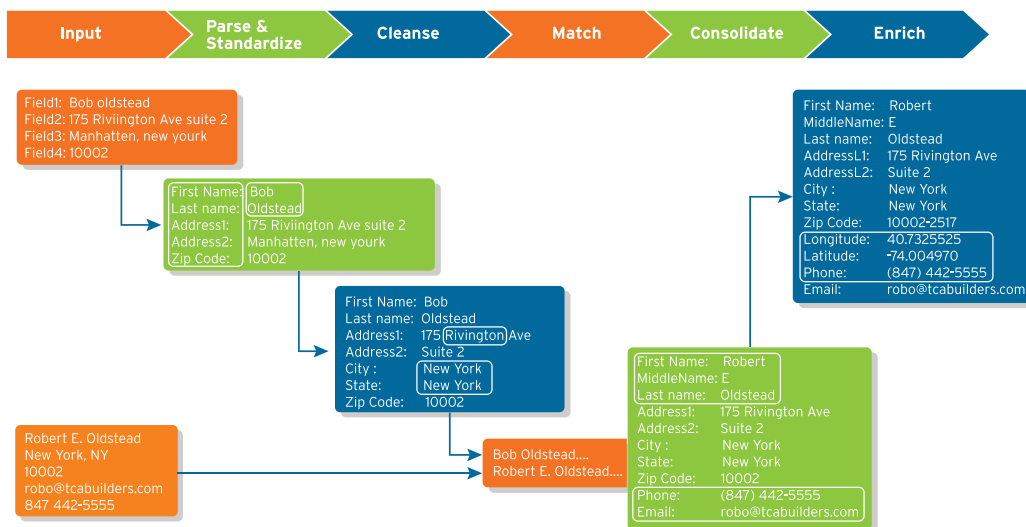 Input
Parse &
Standardize
Cleanse
Match
Consolidate
Enrich
Field1: Bob oldstead
Field2: 175 Riviington Ave suite 2
Field3: Manhatten, new yourk
Field4: 10002
First Name: Bob
Last name: Oldstead
Address1: 175 Riviington Ave suite 2
Address2: Manhatten, new yourk
Zip Code: 10002
First Name: Bob
Last name: Oldstead
Address1: 175 Rivington Ave
Address2: Suite 2
City : New York
State: New York
Zip Code: 10002
Robert E. Oldstead
New York, NY
10002
robo@tcabuilders.com
847 442-5555
Bob Oldstead....
Robert E. Oldstead....
First Name: Robert
MiddleName: E
Last name: Oldstead
Address1: 175 Rivington Ave
Address2: Suite 2
City : New York
State: New York
Zip Code: 10002
Phone: (847) 442-5555
Email: robo@tcabuilders.com
First Name: Robert
MiddleName: E
Last name: Oldstead
AddressL1: 175 Rivington Ave
AddressL2: Suite 2
City : New York
State: New York
Zip Code: 10002-2517
Longitude: 40.7325525
Latitude: -74.004970
Phone: (847) 442-5555
Email: robo@tcabuilders.com